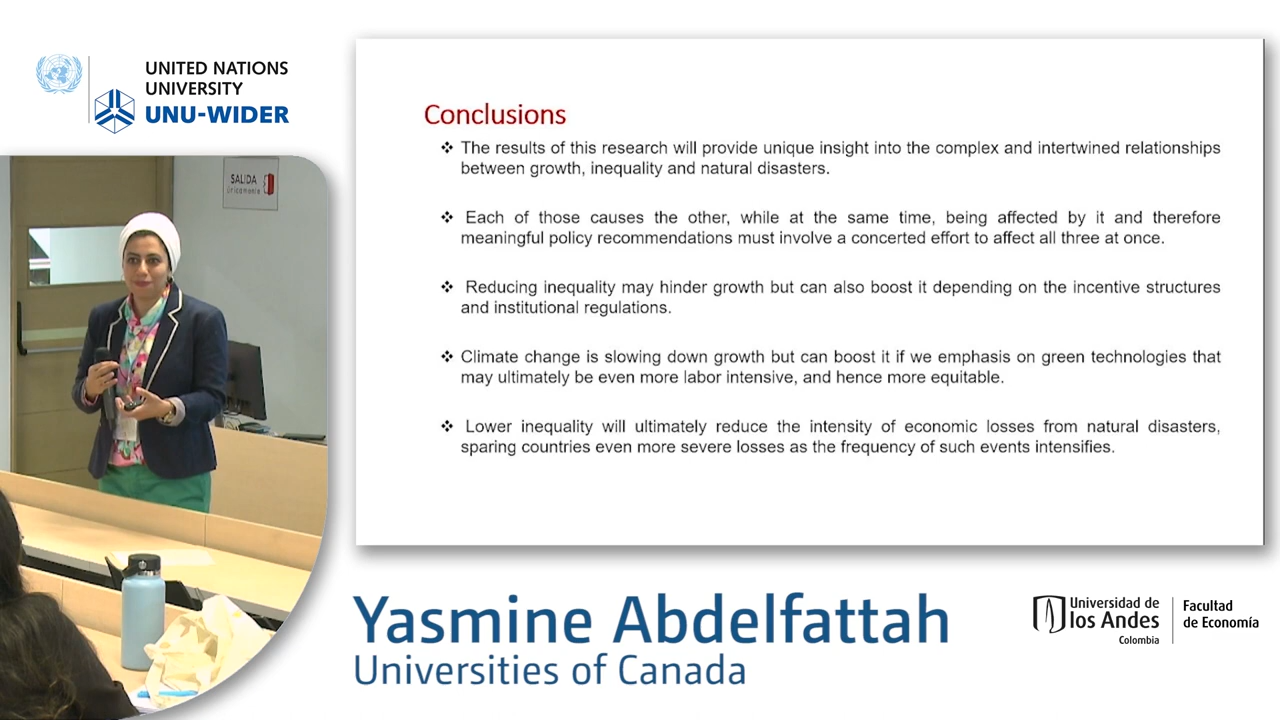 UNITED NATIONS
UNIVERSITY
UNU-WIDER
SALIDA
únicamente
Conclusions
❖ The results of this research will provide unique insight into the complex and intertwined relationships
between growth, inequality and natural disasters.
❖ Each of those causes the other, while at the same time, being affected by it and therefore
meaningful policy recommendations must involve a concerted effort to affect all three at once.
❖ Reducing inequality may hinder growth but can also boost it depending on the incentive structures
and institutional regulations.
❖ Climate change is slowing down growth but can boost it if we emphasis on green technologies that
may ultimately be even more labor intensive, and hence more equitable.
❖ Lower inequality will ultimately reduce the intensity of economic losses from natural disasters,
sparing countries even more severe losses as the frequency of such events intensifies.
Yasmine Abdelfattah
Universities of Canada
Universidad de
los Andes
Colombia
Facultad
de Economía